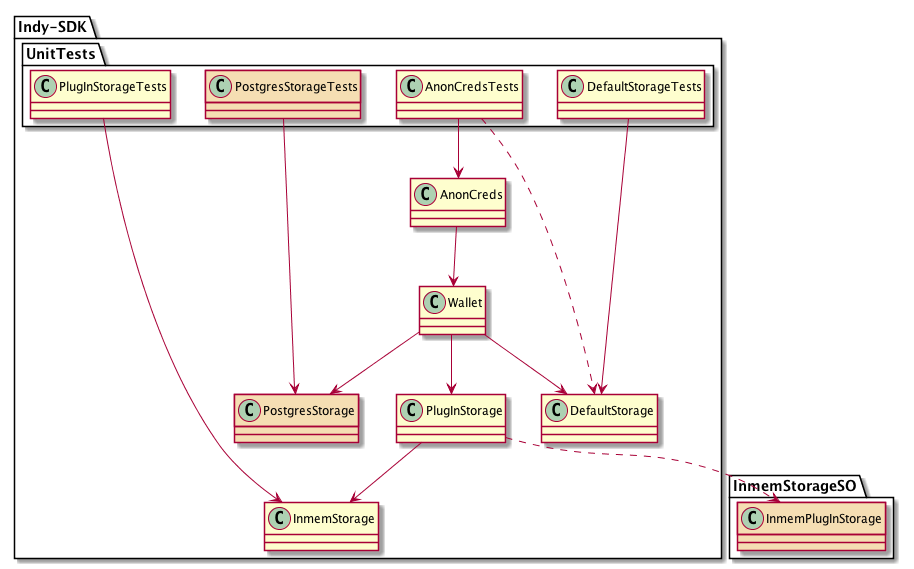 Indy-SDK
UnitTests
C PlugInStorageTests
C PostgresStorageTests
C AnonCredsTests
C DefaultStorageTests
C AnonCreds
C Wallet
C PostgresStorage
C PlugInStorage
C DefaultStorage
InmemStorageSO
C InmemStorage
C InmemPlugInStorage